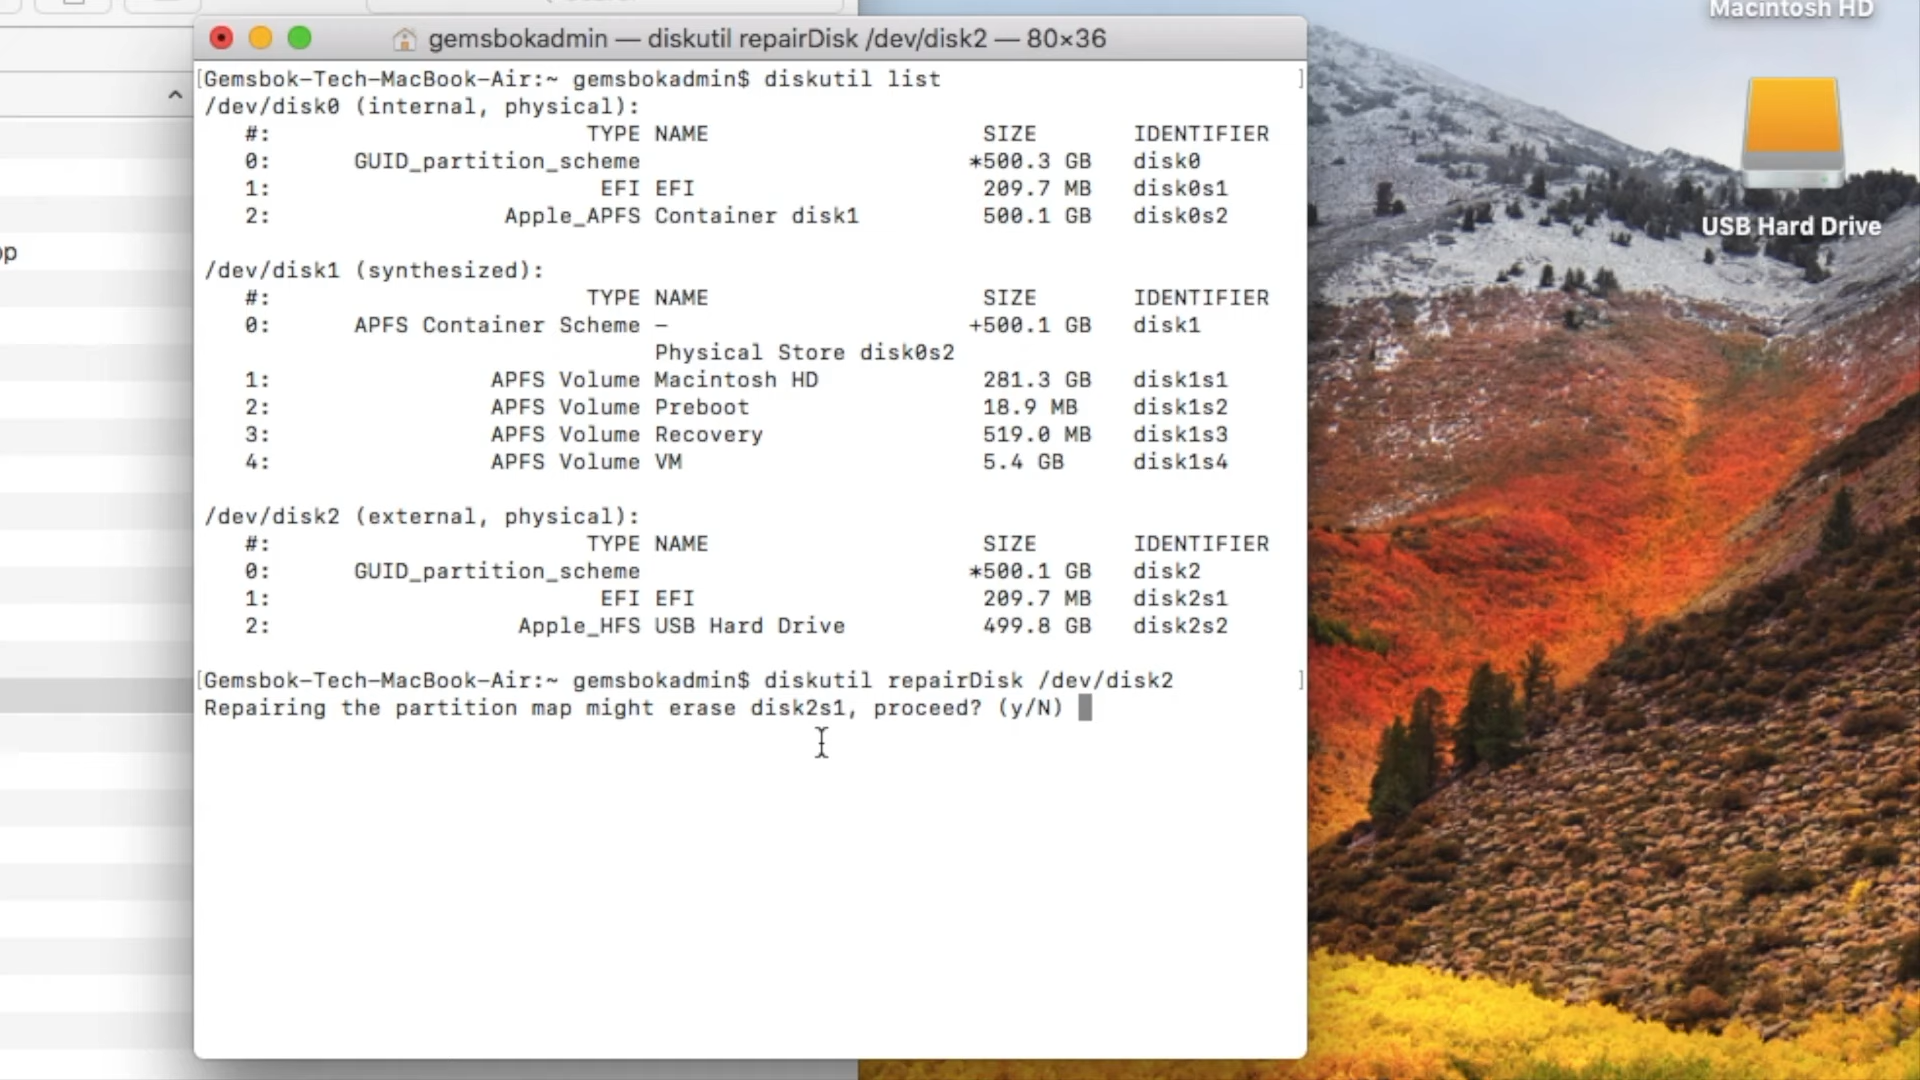 Macintosh HD
gemsbokadmin — diskutil repairDisk /dev/disk2 — 80×36
[Gemsbok-Tech-MacBook-Air:~ gemsbokadmin$ diskutil list ]
/dev/disk0 (internal, physical):
#: TYPE NAME SIZE IDENTIFIER
0: GUID_partition_scheme *500.3 GB disk0
1: EFI EFI 209.7 MB disk0s1
2: Apple_APFS Container disk1 500.1 GB disk0s2
/dev/disk1 (synthesized):
#: TYPE NAME SIZE IDENTIFIER
0: APFS Container Scheme - +500.1 GB disk1
Physical Store disk0s2
1: APFS Volume Macintosh HD 281.3 GB disk1s1
2: APFS Volume Preboot 18.9 MB disk1s2
3: APFS Volume Recovery 519.0 MB disk1s3
4: APFS Volume VM 5.4 GB disk1s4
/dev/disk2 (external, physical):
#: TYPE NAME SIZE IDENTIFIER
0: GUID_partition_scheme *500.1 GB disk2
1: EFI EFI 209.7 MB disk2s1
2: Apple_HFS USB Hard Drive 499.8 GB disk2s2
[Gemsbok-Tech-MacBook-Air:~ gemsbokadmin$ diskutil repairDisk /dev/disk2 ]
Repairing the partition map might erase disk2s1, proceed? (y/N)
USB Hard Drive